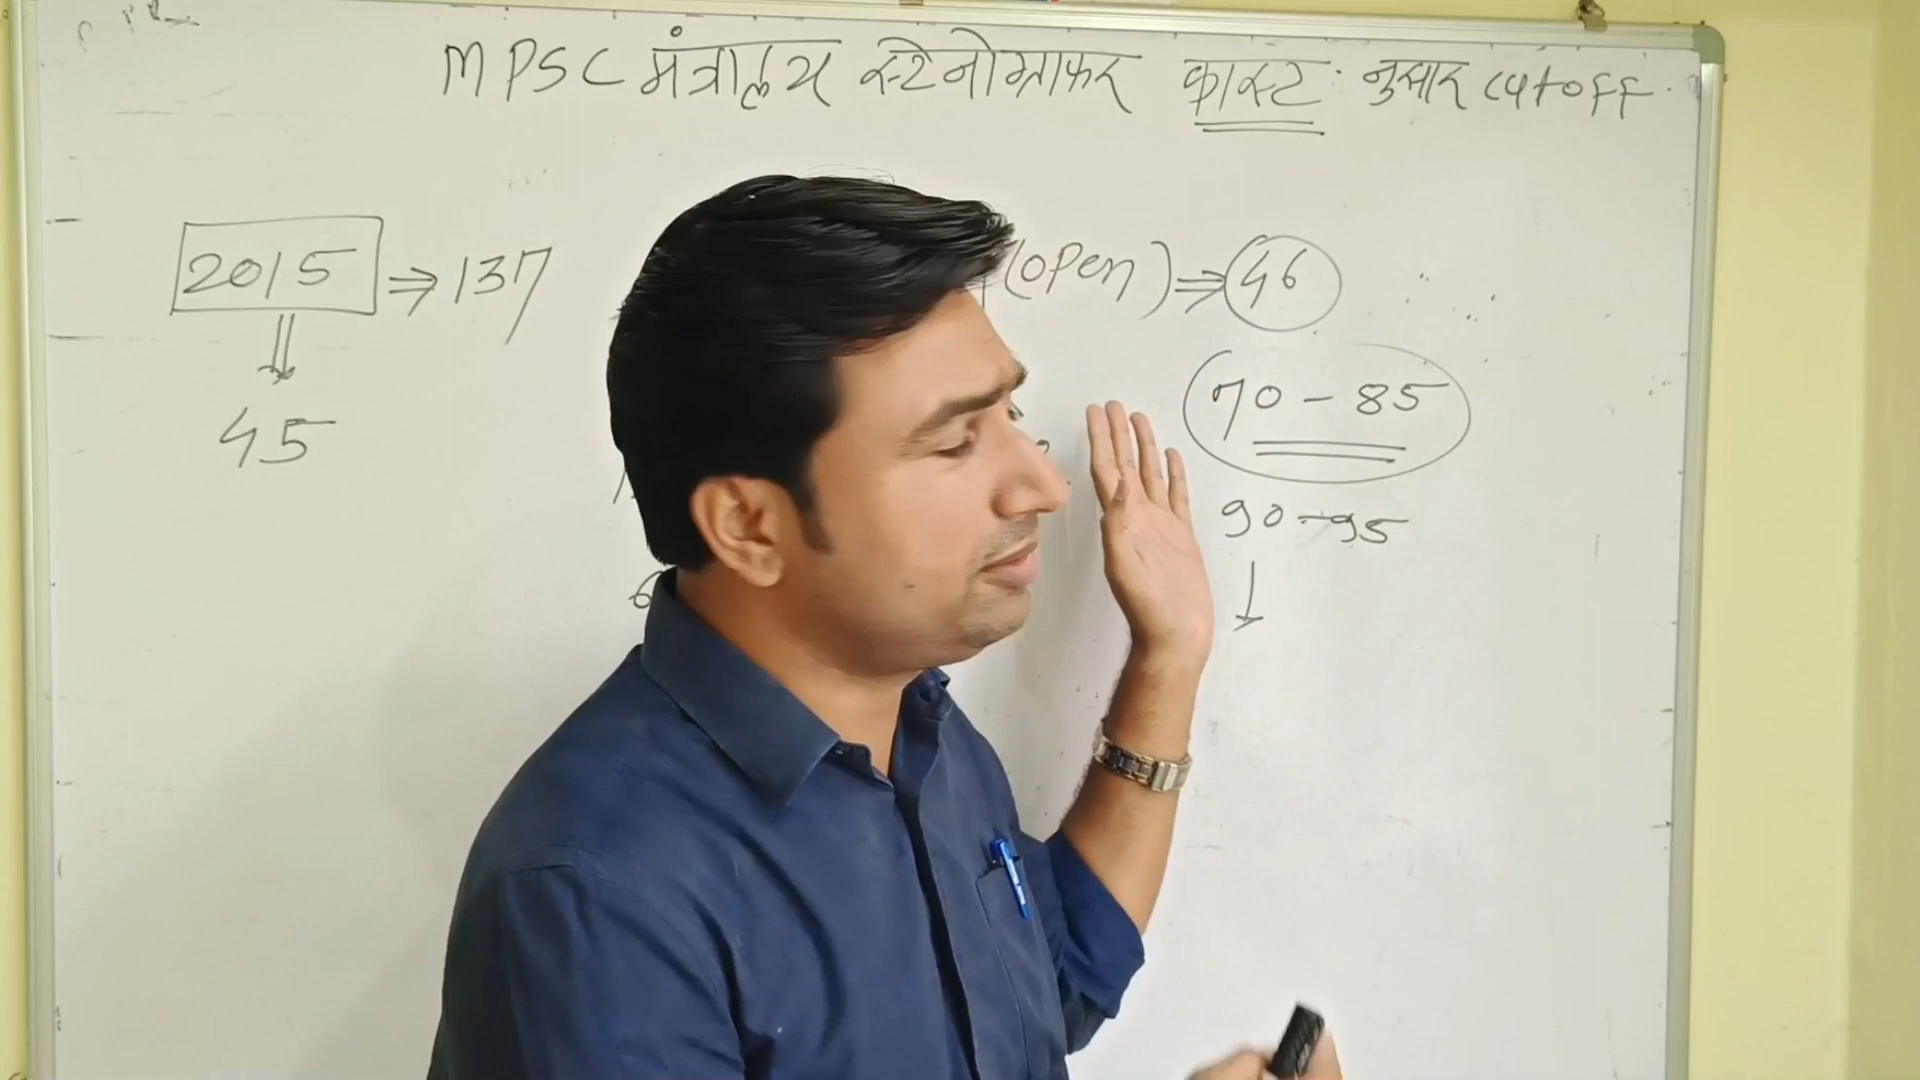 MPSC मंत्रालय स्टेनोग्राफर कास्ट नुसार cutoff.
2015 ⇒ 137 (open) ⇒ 46
45
70 - 85
90 - 95